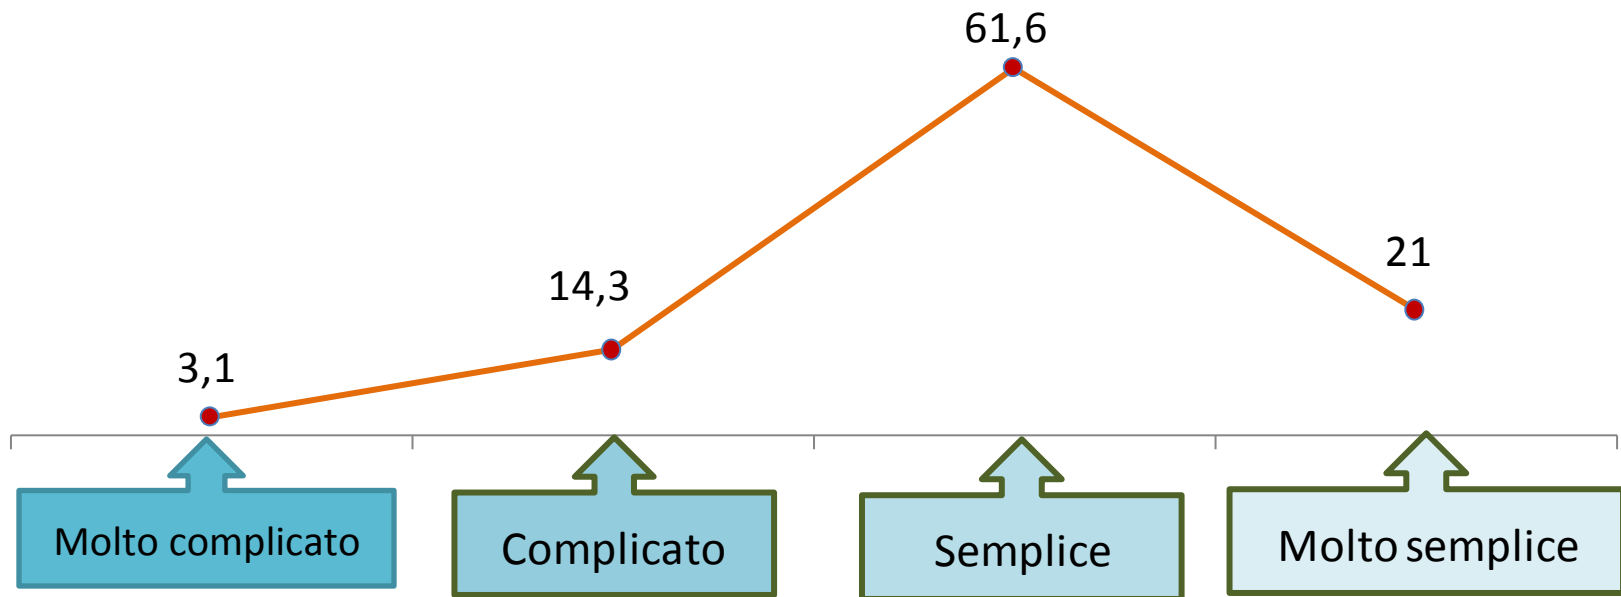 61,6
21
14,3
3,1
Molto complicato
Complicato
Semplice
Molto semplice